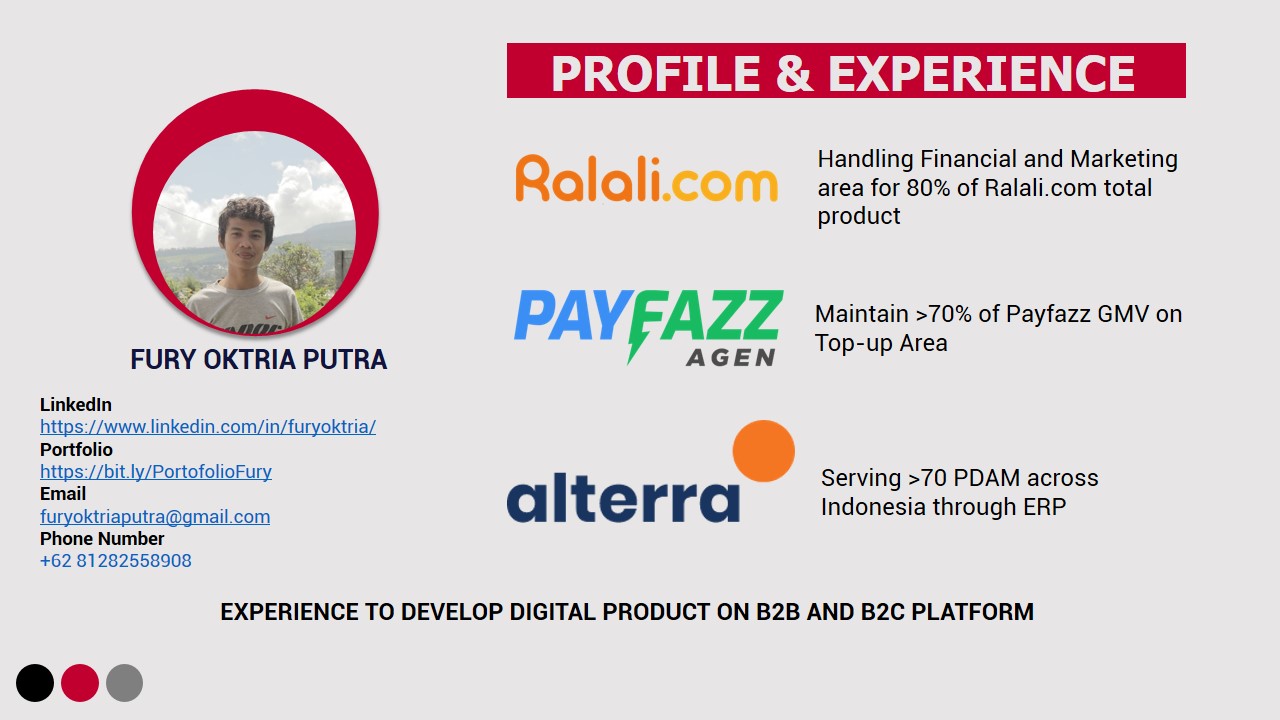 PROFILE & EXPERIENCE
FURY OKTRIA PUTRA
LinkedIn
https://www.linkedin.com/in/furyoktria/
Portfolio
https://bit.ly/PortofolioFury
Email
furyoktriaputra@gmail.com
Phone Number
+62 81282558908
Ralali.com
Handling Financial and Marketing
area for 80% of Ralali.com total
product
PAYFAZZ
AGEN
Maintain >70% of Payfazz GMV on
Top-up Area
alterra
Serving >70 PDAM across
Indonesia through ERP
EXPERIENCE TO DEVELOP DIGITAL PRODUCT ON B2B AND B2C PLATFORM